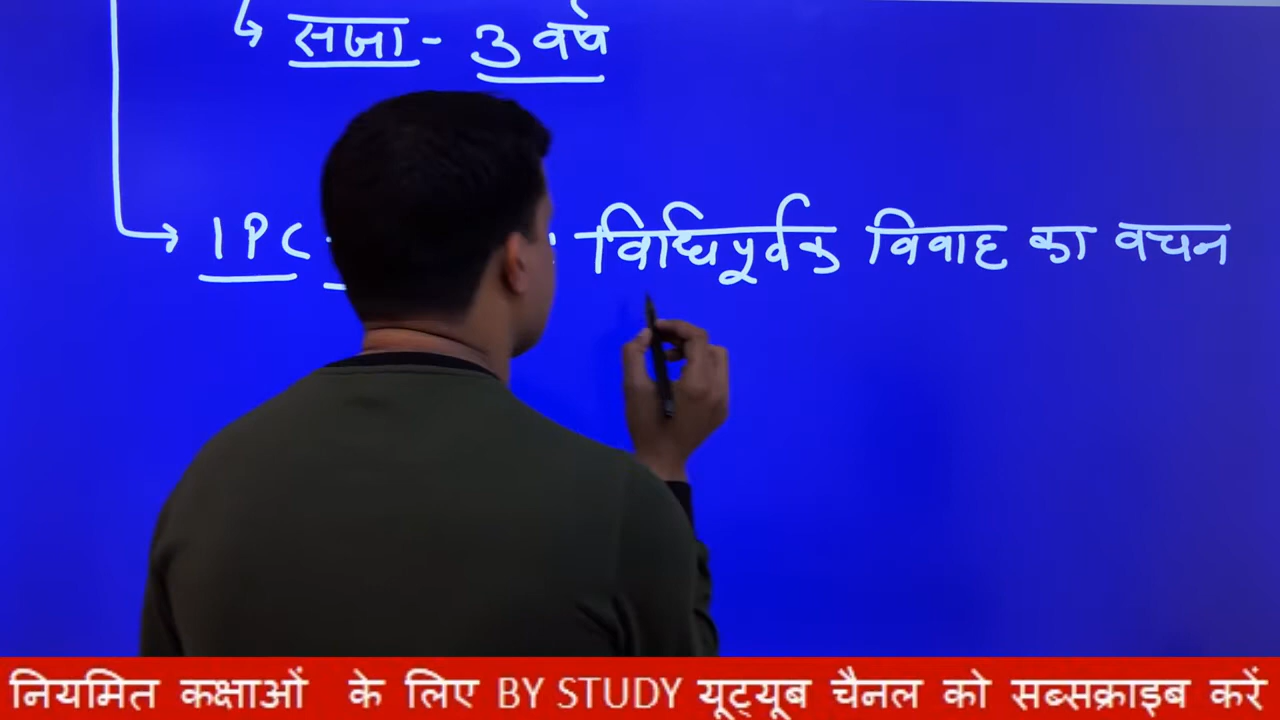 सजा - 3 वर्ष
IPC विधिपूर्वक विवाह का वचन
नियमित कक्षाओं के लिए BY STUDY यूट्यूब चैनल को सब्सक्राइब करें